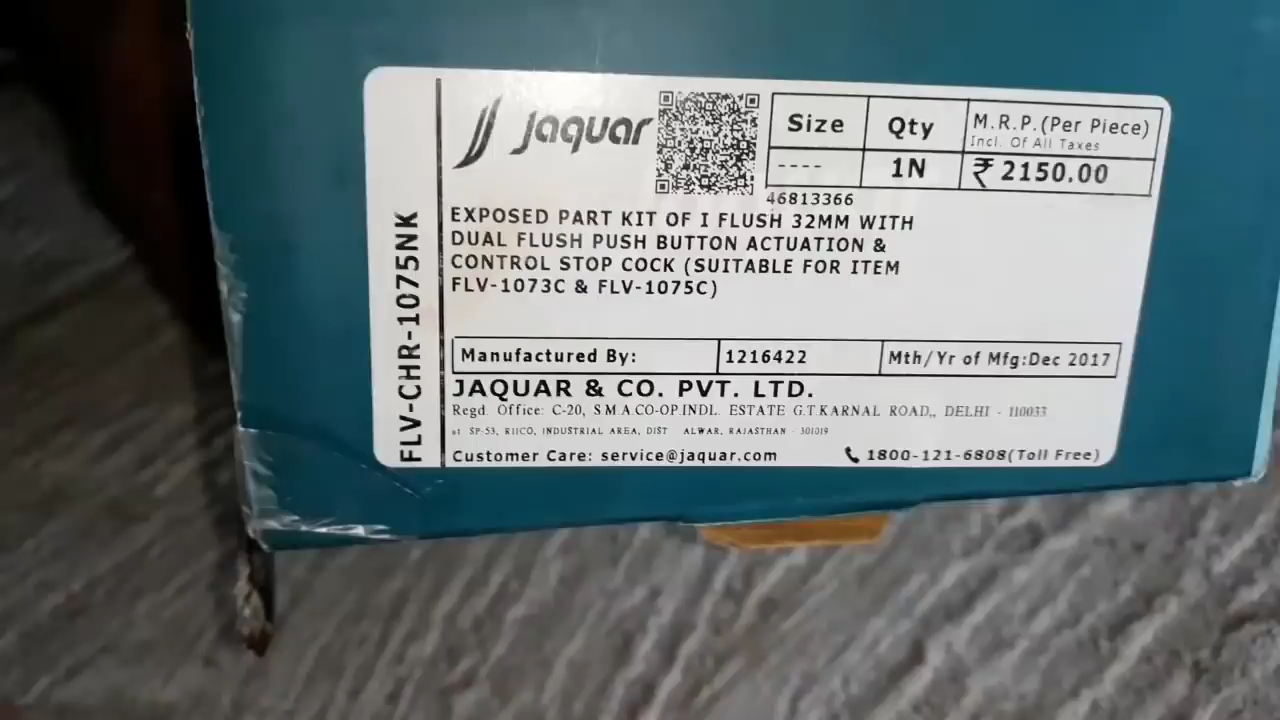 FLV-CHR-1075NK
Jaquar
Size Qty M.R.P.(Per Piece)
Incl. Of All Taxes
---- 1N ₹ 2150.00
46813366
EXPOSED PART KIT OF I FLUSH 32MM WITH
DUAL FLUSH PUSH BUTTON ACTUATION &
CONTROL STOP COCK (SUITABLE FOR ITEM
FLV-1073C & FLV-1075C)
Manufactured By: 1216422 Mth/Yr of Mfg:Dec 2017
JAQUAR & CO. PVT. LTD.
Regd. Office: C-20, S.M.A.CO-OP.INDL. ESTATE G.T.KARNAL ROAD,, DELHI - 110033
at SP-53, RIICO, INDUSTRIAL AREA, DIST ALWAR, RAJASTHAN - 301019
Customer Care: service@jaquar.com 1800-121-6808(Toll Free)